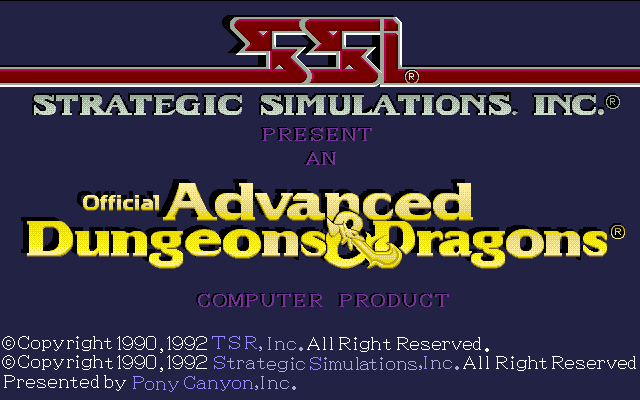 SSI®
STRATEGIC SIMULATIONS, INC.®
PRESENT
AN
Official Advanced
Dungeons & Dragons®
COMPUTER PRODUCT
©Copyright 1990,1992 TSR,Inc. All Right Reserved.
©Copyright 1990,1992 Strategic Simulations,Inc. All Right Reserved
Presented by Pony Canyon,Inc.